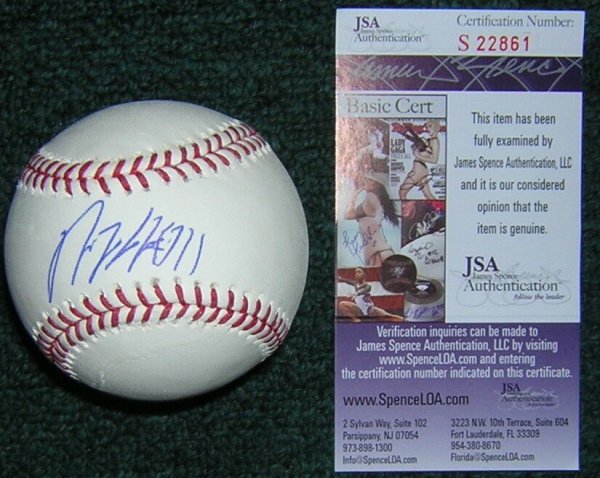 JSA
James Spence
Authentication
Certification Number:
S 22861
Basic Cert
LADY GAGA
This item has been
fully examined by
James Spence Authentication, LLC
and it is our considered
opinion that the
item is genuine.
JSA
James Spence
Authentication
follow the leader
Verification inquiries can be made to
James Spence Authentication, LLC by visiting
www.SpenceLOA.com and entering
the certification number indicated on this certificate.
www.SpenceLOA.com
JSA
Authentication
2 Sylvan Way, Suite 102
Parsippany, NJ 07054
973-898-1300
Info@SpenceLOA.com
3223 N.W. 10th Terrace, Suite 604
Fort Lauderdale, FL 33309
954-380-8670
Florida@SpenceLOA.com